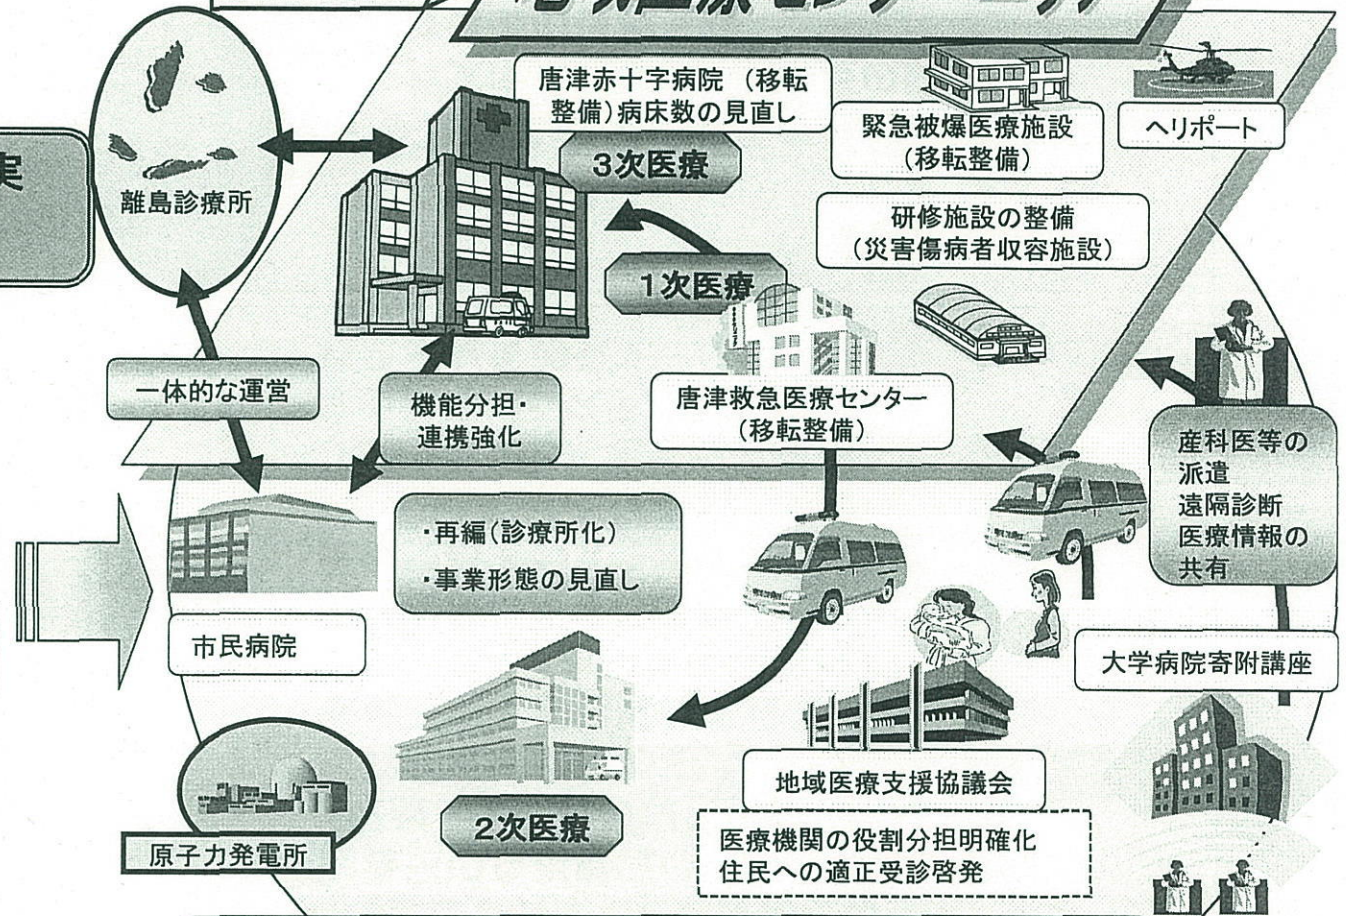 実
離島診療所
唐津赤十字病院 (移転
整備)病床数の見直し
3次医療
緊急被爆医療施設
(移転整備)
ヘリポート
研修施設の整備
(災害傷病者収容施設)
1次医療
唐津救急医療センター
(移転整備)
一体的な運営
機能分担・
連携強化
産科医等の
派遣
遠隔診断
医療情報の
共有
・再編(診療所化)
・事業形態の見直し
市民病院
大学病院寄附講座
地域医療支援協議会
医療機関の役割分担明確化
住民への適正受診啓発
2次医療
原子力発電所